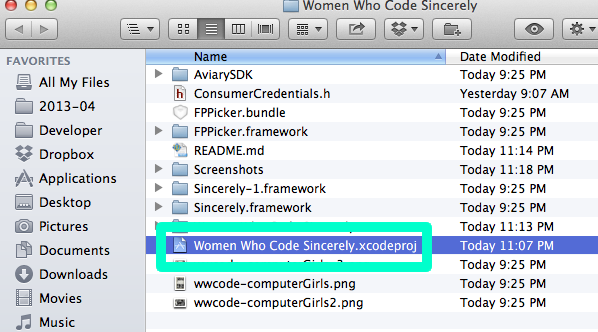 Women Who Code Sincerely
Name
Date Modified
FAVORITES
All My Files
2013-04
Developer
Dropbox
Applications
Desktop
Pictures
Documents
Downloads
Movies
Music
AviarySDK Today 9:25 PM
ConsumerCredentials.h Yesterday 9:07 AM
FPPicker.bundle Today 9:25 PM
FPPicker.framework Today 9:25 PM
README.md Today 11:14 PM
Screenshots Today 11:18 PM
Sincerely-1.framework Today 9:25 PM
Sincerely.framework Today 9:25 PM
Today 11:13 PM
Women Who Code Sincerely.xcodeproj Today 11:07 PM
Today 9:25 PM
wwcode-computerGirls.png Today 9:25 PM
wwcode-computerGirls2.png Today 9:25 PM